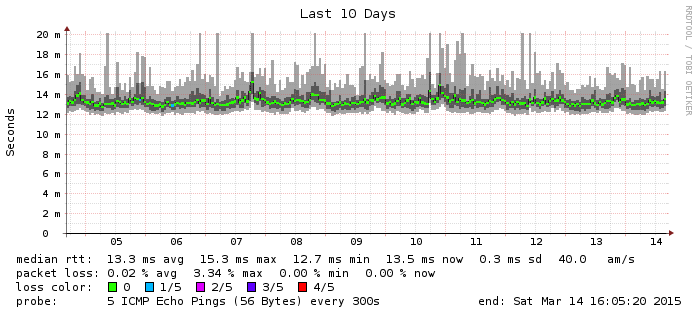 Last 10 Days
RRDTOOL / TOBI OETIKER
Seconds
20 m
18 m
16 m
14 m
12 m
10 m
8 m
6 m
4 m
2 m
0
05 06 07 08 09 10 11 12 13 14
median rtt: 13.3 ms avg 15.3 ms max 12.7 ms min 13.5 ms now 0.3 ms sd 40.0 am/s
packet loss: 0.02 % avg 3.34 % max 0.00 % min 0.00 % now
loss color: 0 1/5 2/5 3/5 4/5
probe: 5 ICMP Echo Pings (56 Bytes) every 300s end: Sat Mar 14 16:05:20 2015